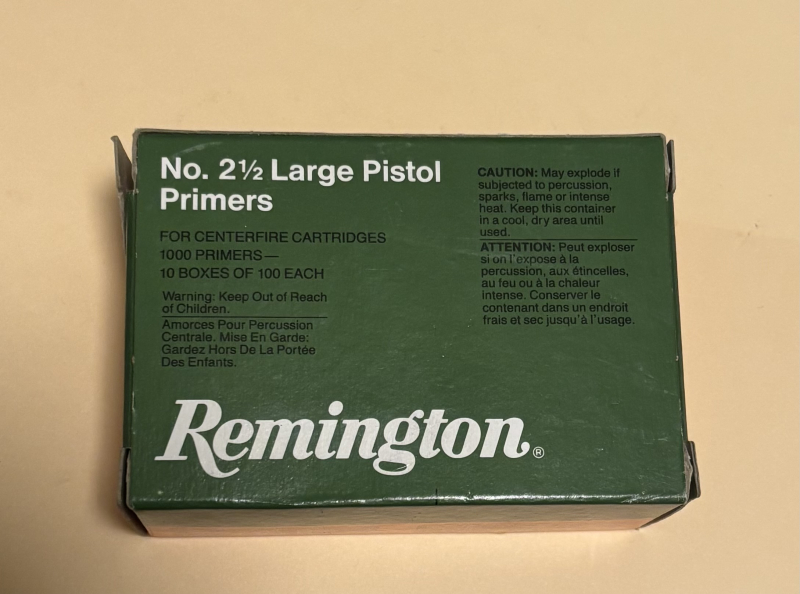 No. 2½ Large Pistol
Primers
FOR CENTERFIRE CARTRIDGES
1000 PRIMERS—
10 BOXES OF 100 EACH
Warning: Keep Out of Reach
of Children.
Amorces Pour Percussion
Centrale. Mise En Garde:
Gardez Hors De La Portée
Des Enfants.
CAUTION: May explode if
subjected to percussion,
sparks, flame or intense
heat. Keep this container
in a cool, dry area until
used.
ATTENTION: Peut exploser
si on l'expose à la
percussion, aux étincelles,
au feu ou à la chaleur
intense. Conserver le
contenant dans un endroit
frais et sec jusqu'à l'usage.
Remington®